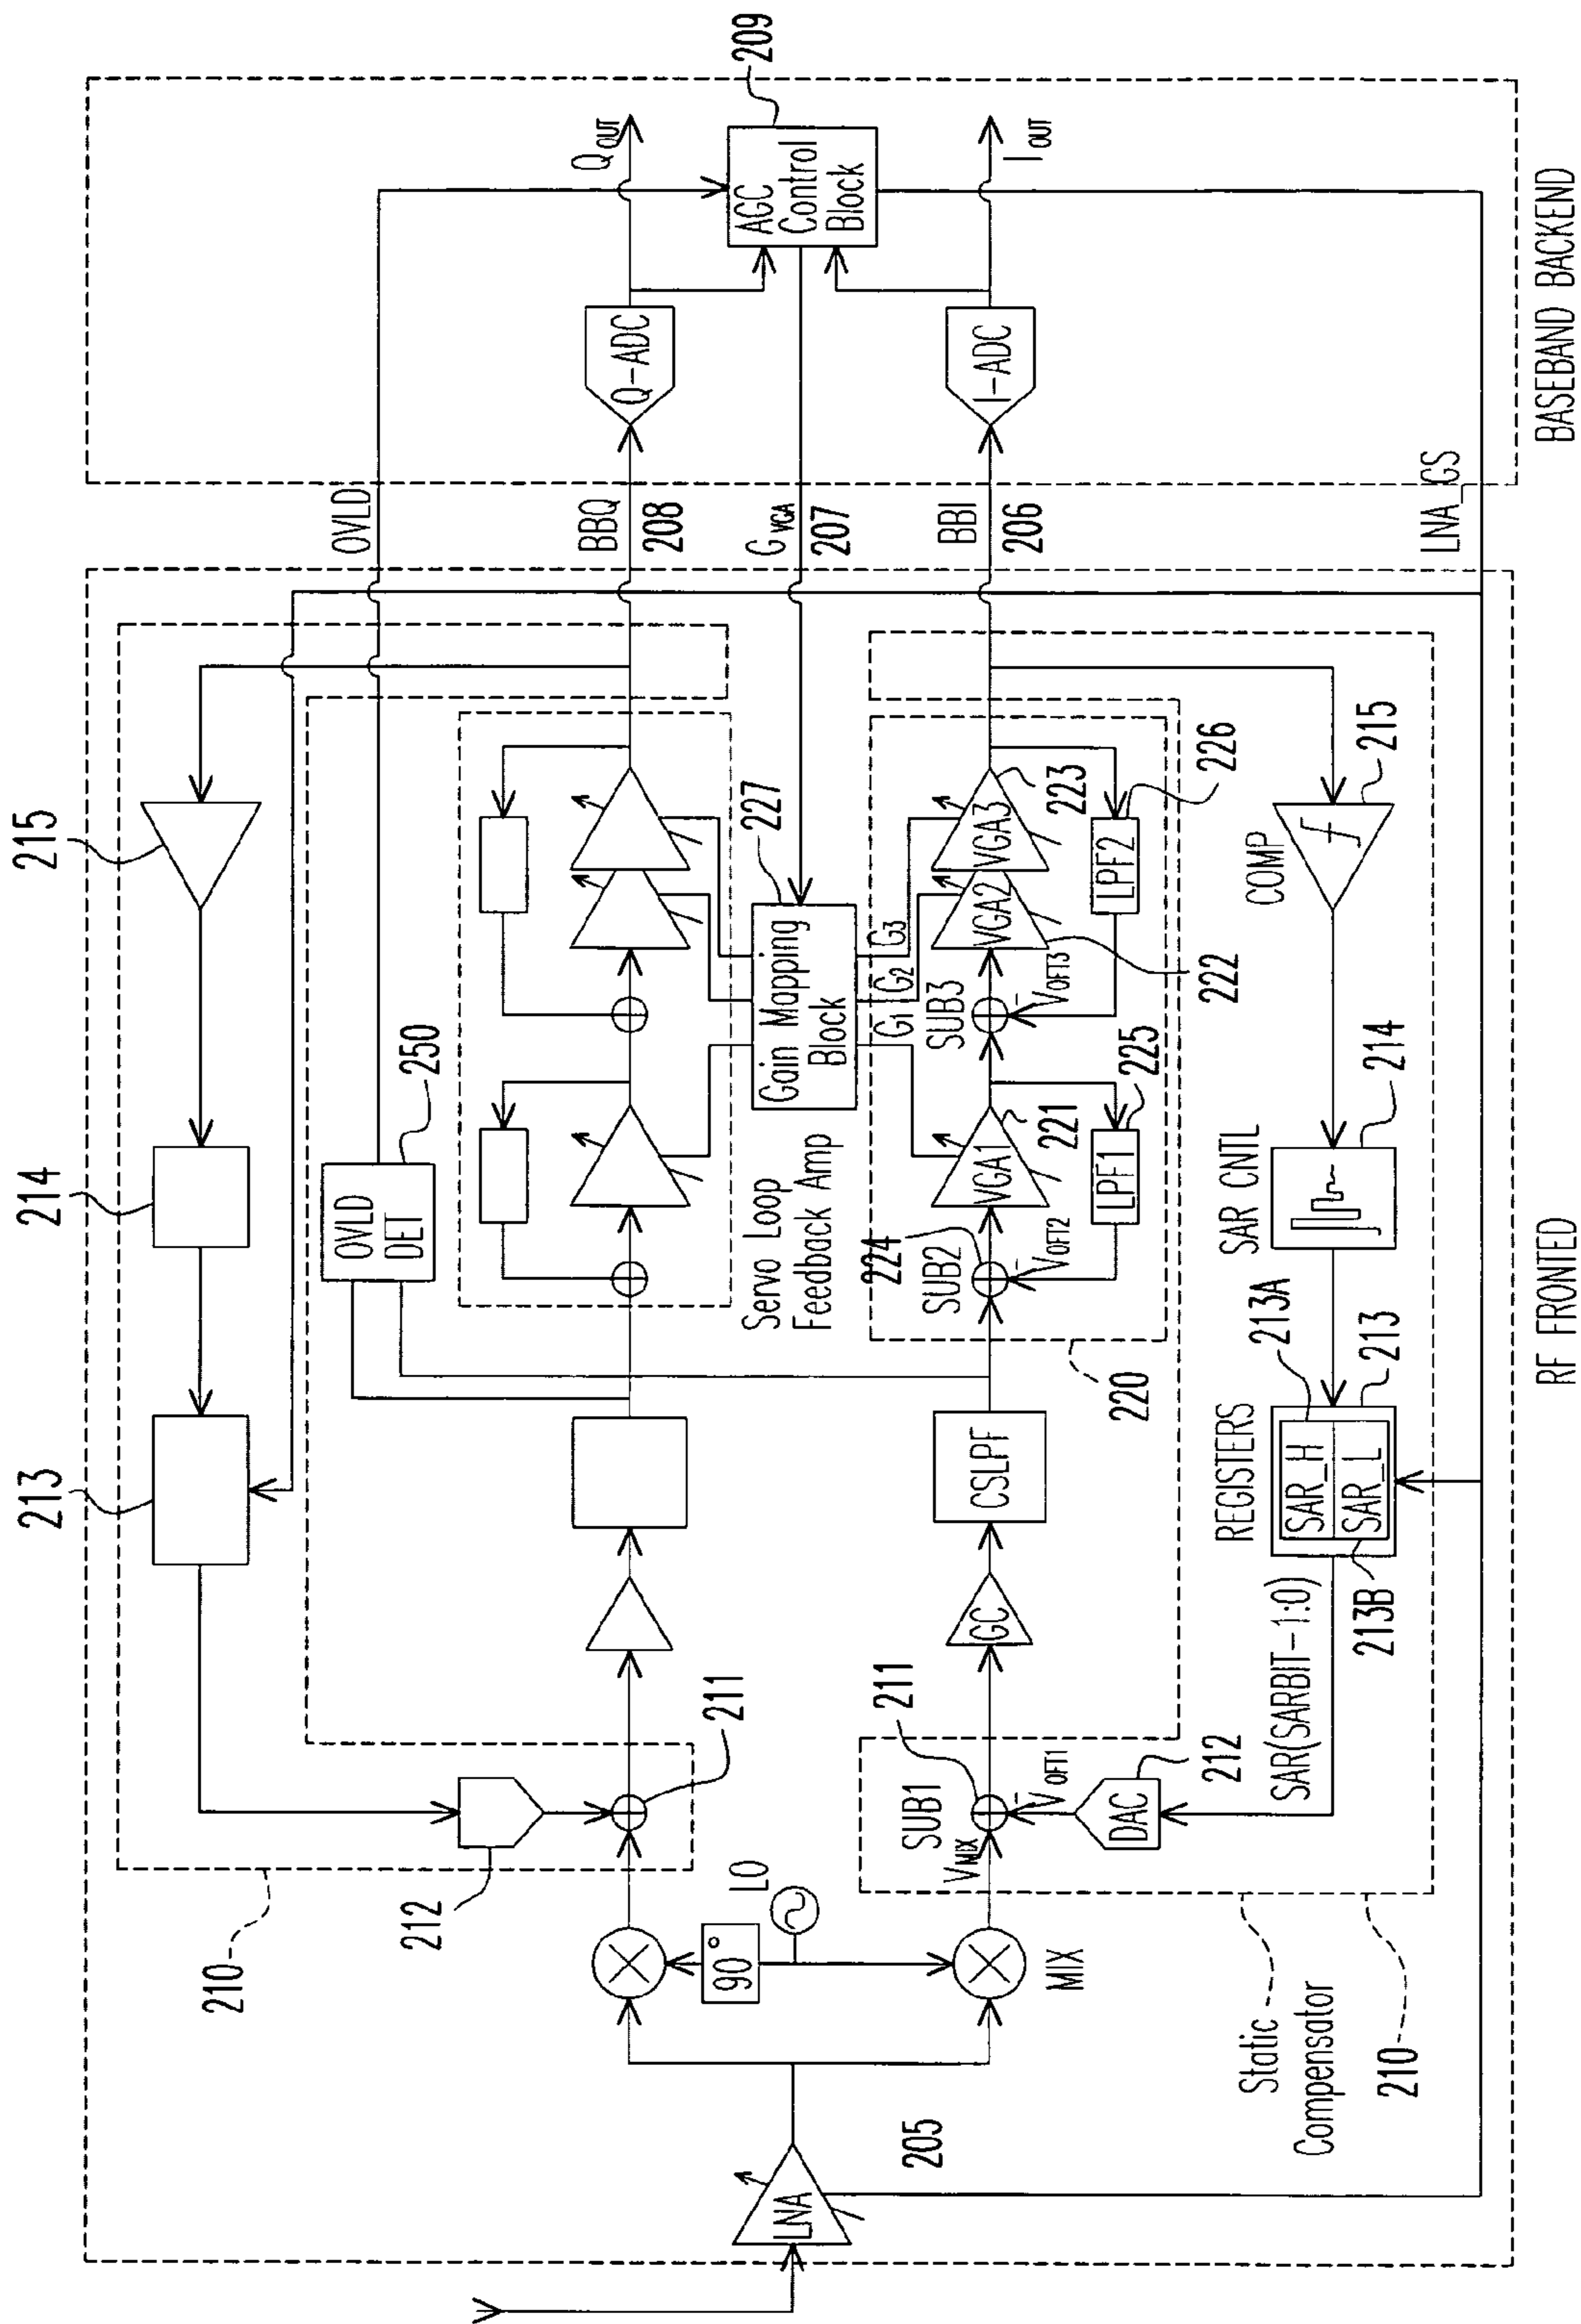 209
Q_OUT
AGC
Control
Block
I_OUT
Q-ADC
I-ADC
BASEBAND BACKEND
OVLD
BBQ
208
G_VGA
207
BBI
206
LNA_GS
215
214
213
250
OVLD
DET
227
Gain Mapping
Block
G1
G2
G3
Servo Loop
Feedback Amp
VGA1
221
VGA2
222
VGA3
223
224
SUB2
V_OFT2
LPF1
225
SUB3
V_OFT3
LPF2
226
220
COMP
215
SAR CNTL
214
REGISTERS
213A
SAR_H
SAR_L
213
213B
SAR(SARBIT-1:0)
RF FRONTED
CSLPF
GC
211
211
SUB1
V_MIX
V_OFT1
DAC
212
212
210
LO
90°
MIX
Static
Compensator
210
LNA
205